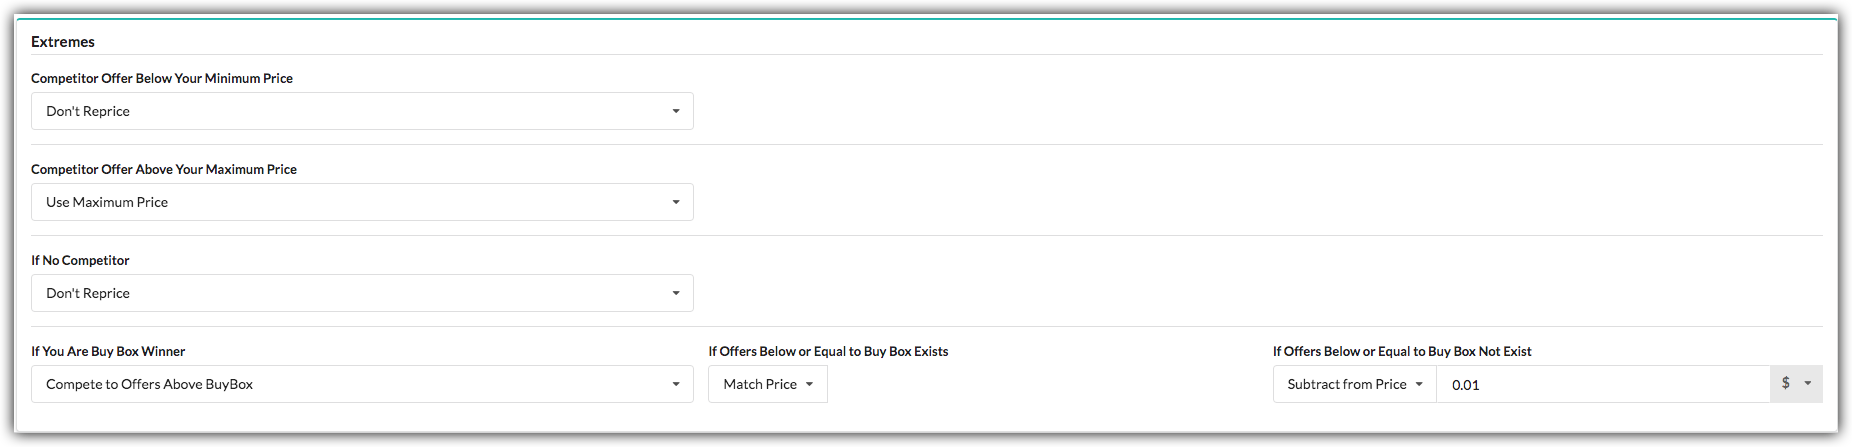 Extremes
Competitor Offer Below Your Minimum Price
Don't Reprice
Competitor Offer Above Your Maximum Price
Use Maximum Price
If No Competitor
Don't Reprice
If You Are Buy Box Winner
Compete to Offers Above BuyBox
If Offers Below or Equal to Buy Box Exists
Match Price
If Offers Below or Equal to Buy Box Not Exist
Subtract from Price 0.01 $